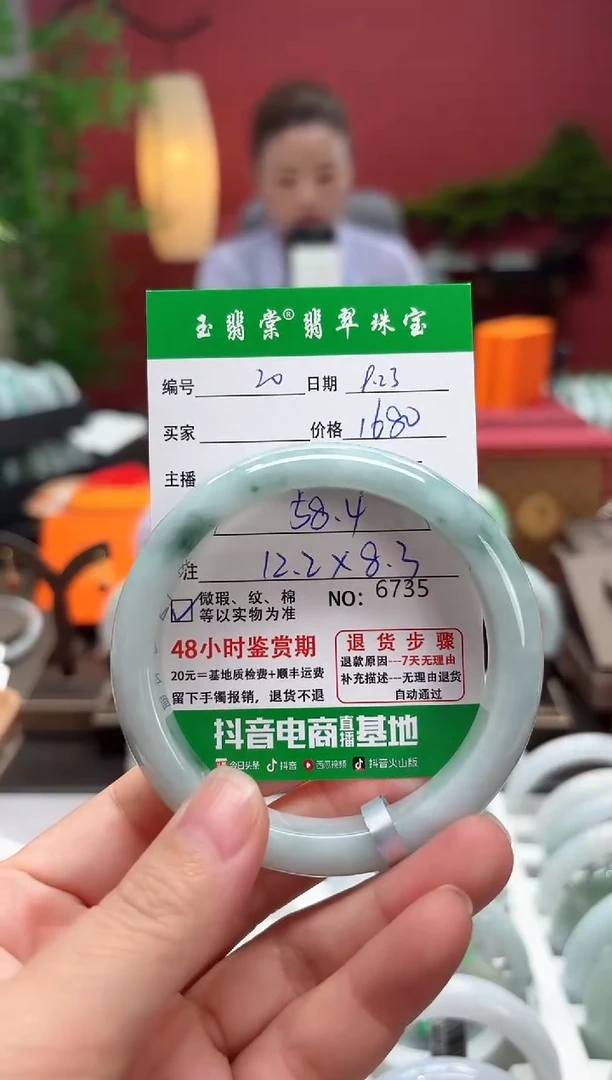 玉翡棠®翡翠珠宝
编号 20 日期 8.23
买家 价格 1680
主播
58.4
注 12.2×8.3
微瑕、纹、棉
等以实物为准
NO: 6735
48小时鉴赏期
20元=基地质检费+顺丰运费
留下手镯报销，退货不退
退货步骤
退款原因---7天无理由
补充描述---无理由退货
自动通过
抖音电商直播基地
今日头条 抖音 西瓜视频 抖音火山版